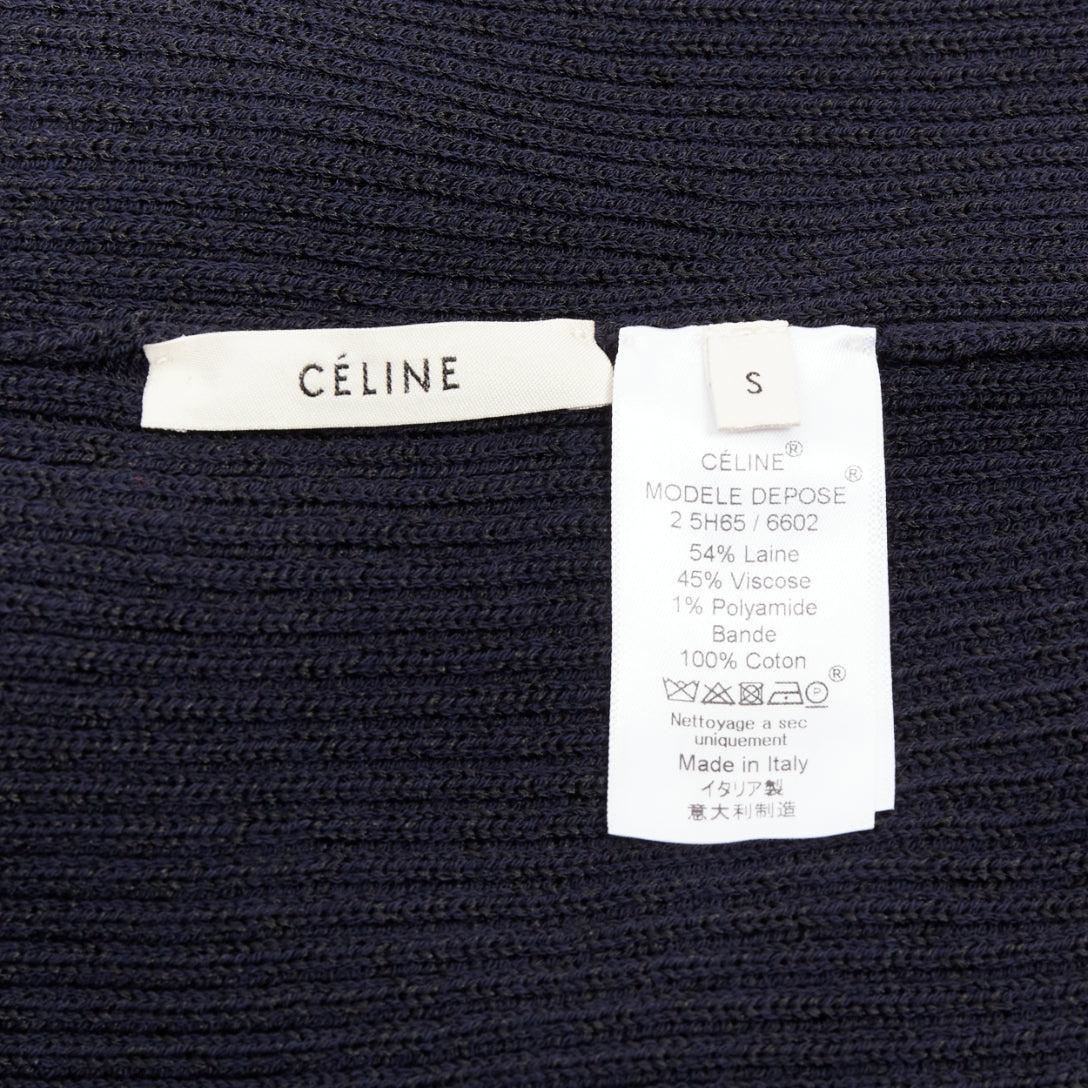 CÉLINE
S
CÉLINE®
MODELE DEPOSE®
2 5H65 / 6602
54% Laine
45% Viscose
1% Polyamide
Bande
100% Coton
P ®
Nettoyage a sec
uniquement
Made in Italy
イタリア製
意大利制造